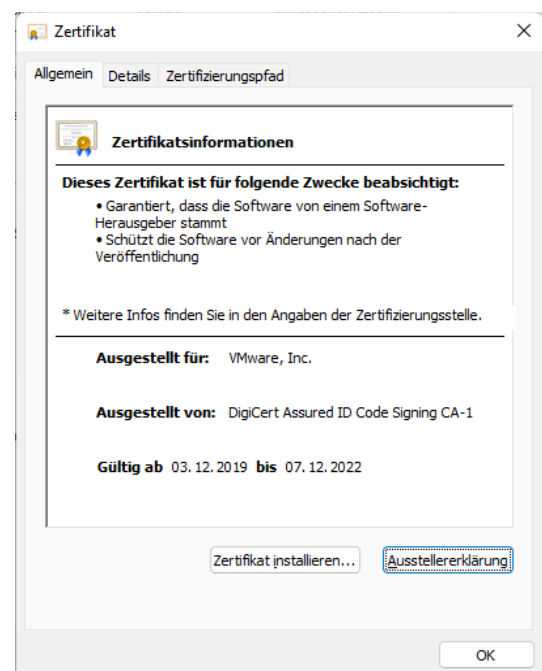 Zertifikat
Allgemein Details Zertifizierungspfad
Zertifikatsinformationen
Dieses Zertifikat ist für folgende Zwecke beabsichtigt:
• Garantiert, dass die Software von einem Software-
Herausgeber stammt
• Schützt die Software vor Änderungen nach der
Veröffentlichung
* Weitere Infos finden Sie in den Angaben der Zertifizierungsstelle.
Ausgestellt für: VMware, Inc.
Ausgestellt von: DigiCert Assured ID Code Signing CA-1
Gültig ab 03.12.2019 bis 07.12.2022
Zertifikat installieren... Ausstellererklärung
OK